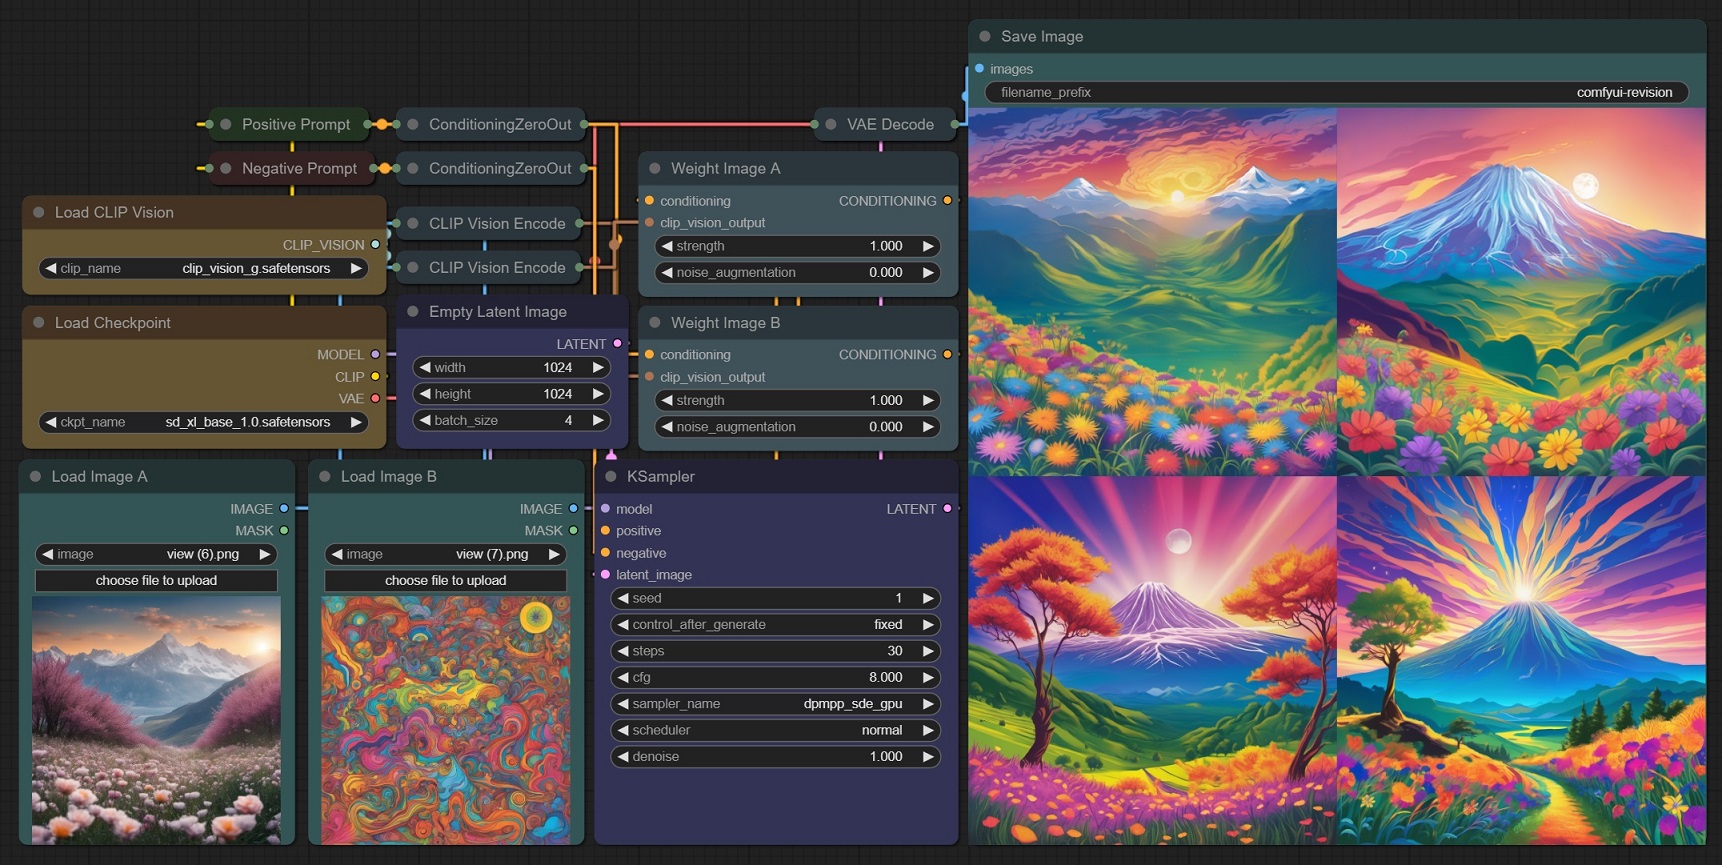 Save Image
images
filename_prefix comfyui-revision
Positive Prompt
ConditioningZeroOut
VAE Decode
Negative Prompt
ConditioningZeroOut
Load CLIP Vision
CLIP_VISION
clip_name clip_vision_g.safetensors
CLIP Vision Encode
CLIP Vision Encode
Weight Image A
conditioning CONDITIONING
clip_vision_output
strength 1.000
noise_augmentation 0.000
Load Checkpoint
MODEL
CLIP
VAE
ckpt_name sd_xl_base_1.0.safetensors
Empty Latent Image
LATENT
width 1024
height 1024
batch_size 4
Weight Image B
conditioning CONDITIONING
clip_vision_output
strength 1.000
noise_augmentation 0.000
Load Image A
IMAGE
MASK
image view (6).png
choose file to upload
Load Image B
IMAGE
MASK
image view (7).png
choose file to upload
KSampler
model LATENT
positive
negative
latent_image
seed 1
control_after_generate fixed
steps 30
cfg 8.000
sampler_name dpmpp_sde_gpu
scheduler normal
denoise 1.000